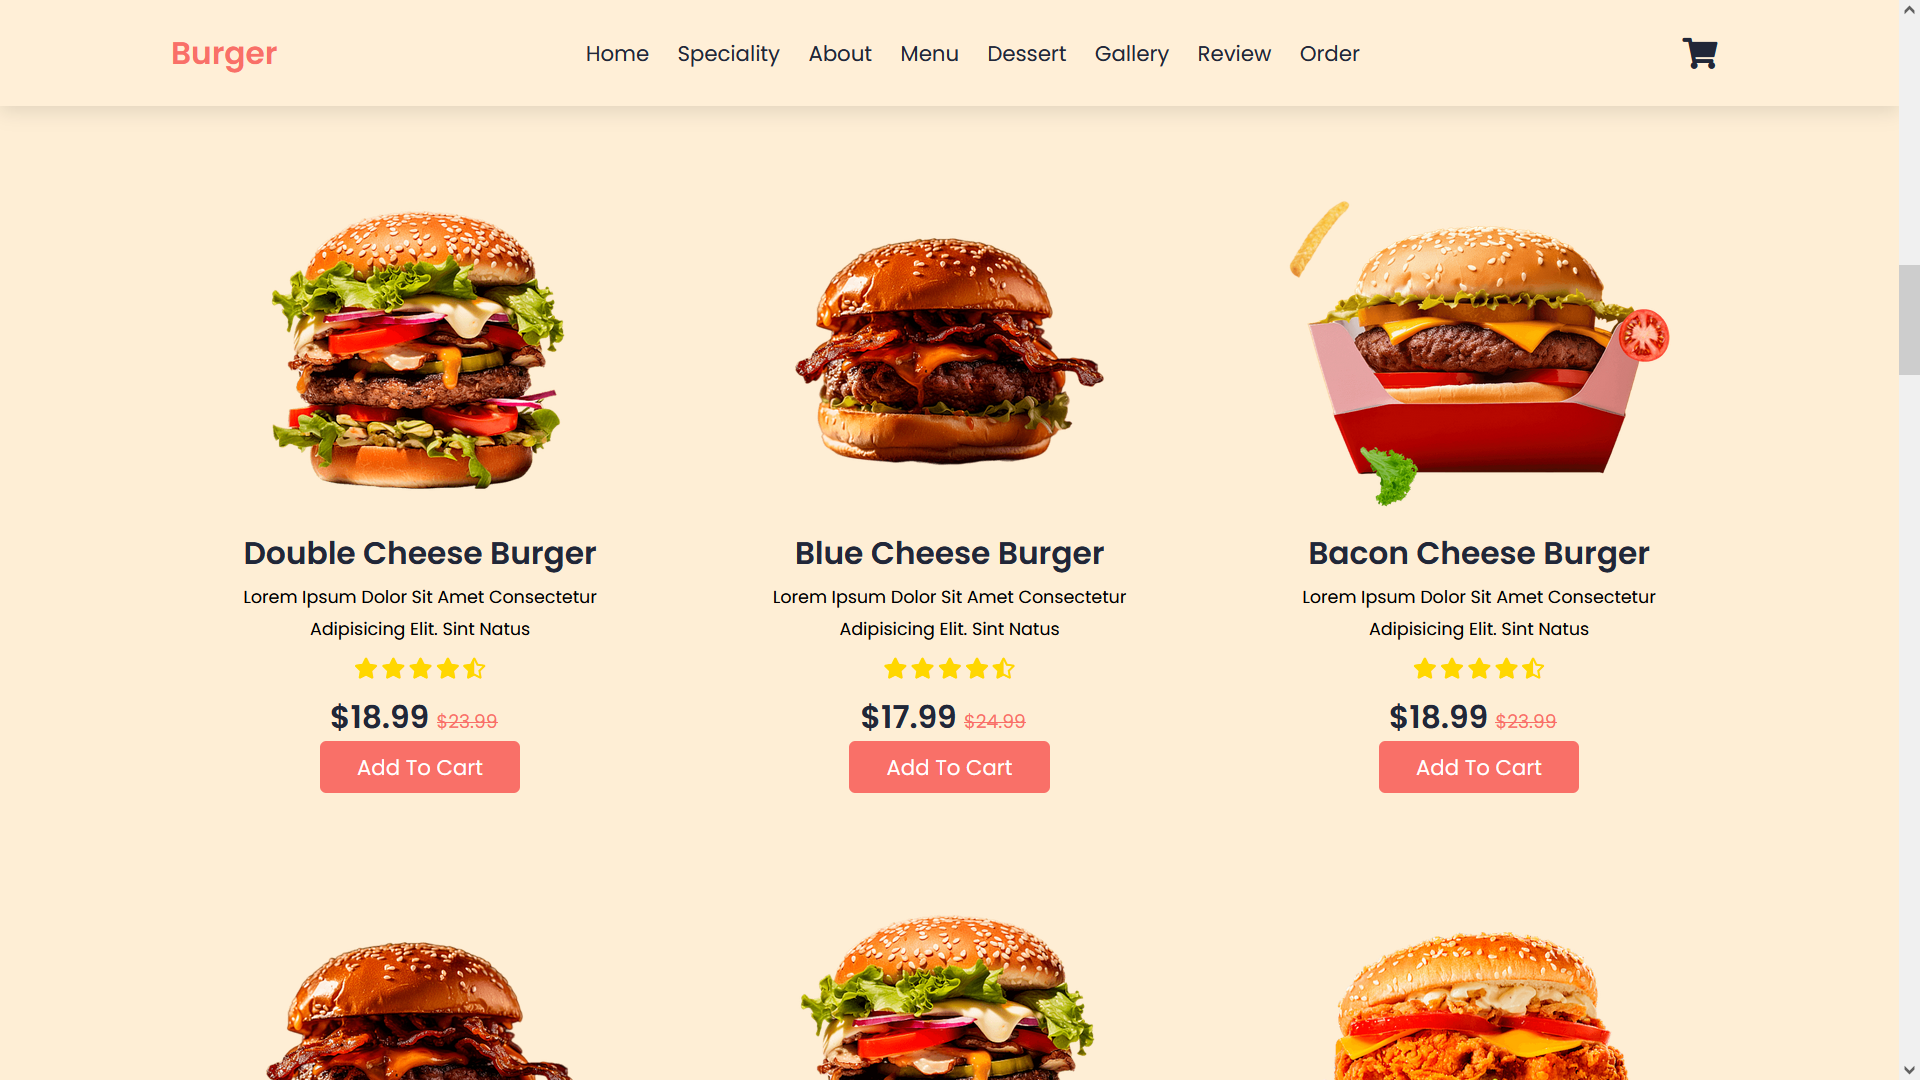 Burger
Home Speciality About Menu Dessert Gallery Review Order
Double Cheese Burger
Lorem Ipsum Dolor Sit Amet Consectetur
Adipisicing Elit. Sint Natus
$18.99 $23.99
Add To Cart
Blue Cheese Burger
Lorem Ipsum Dolor Sit Amet Consectetur
Adipisicing Elit. Sint Natus
$17.99 $24.99
Add To Cart
Bacon Cheese Burger
Lorem Ipsum Dolor Sit Amet Consectetur
Adipisicing Elit. Sint Natus
$18.99 $23.99
Add To Cart